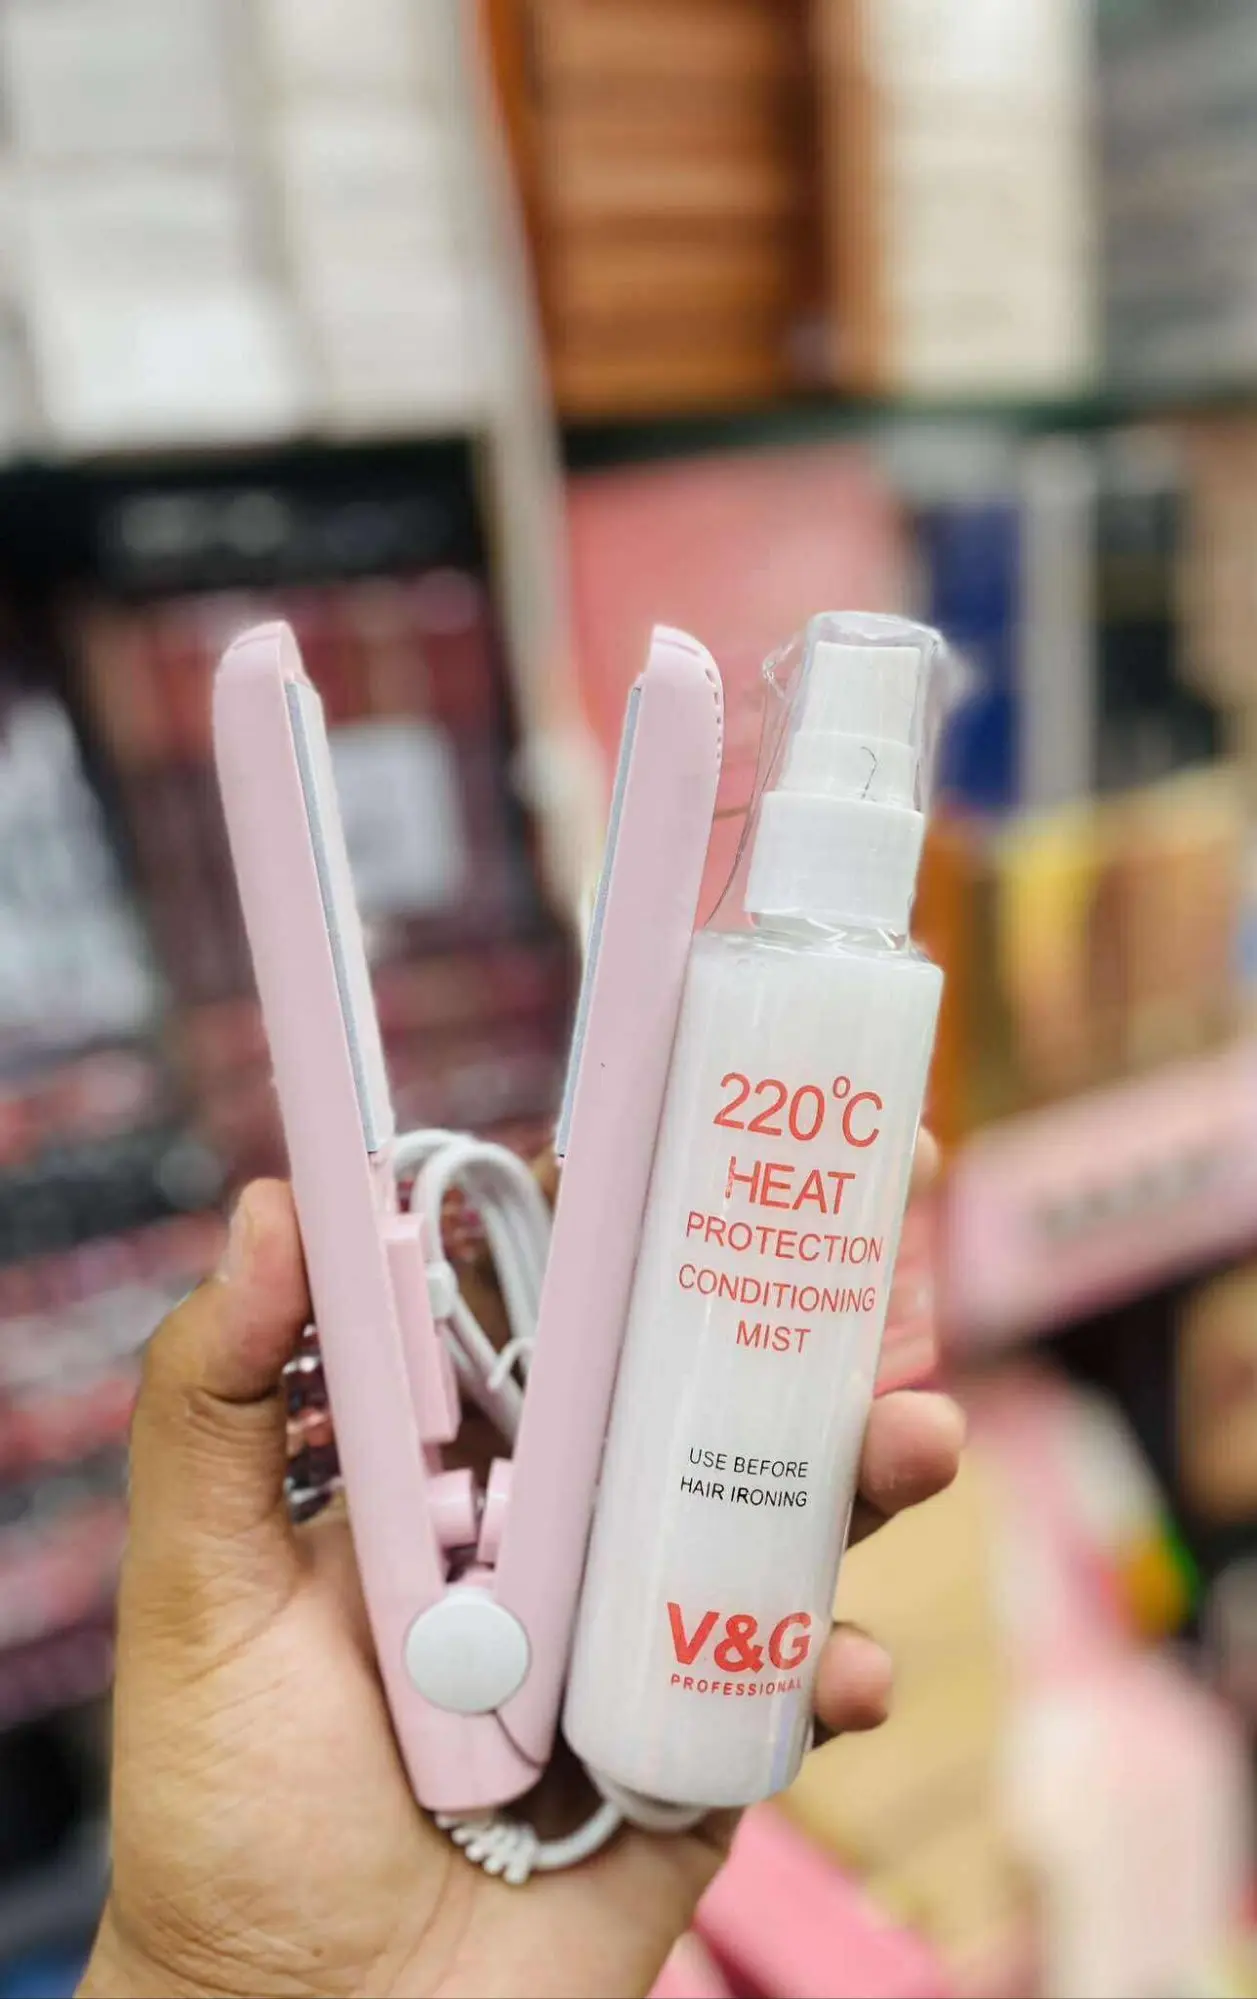 220°C
HEAT
PROTECTION
CONDITIONING
MIST
USE BEFORE
HAIR IRONING
V&G
PROFESSIONAL